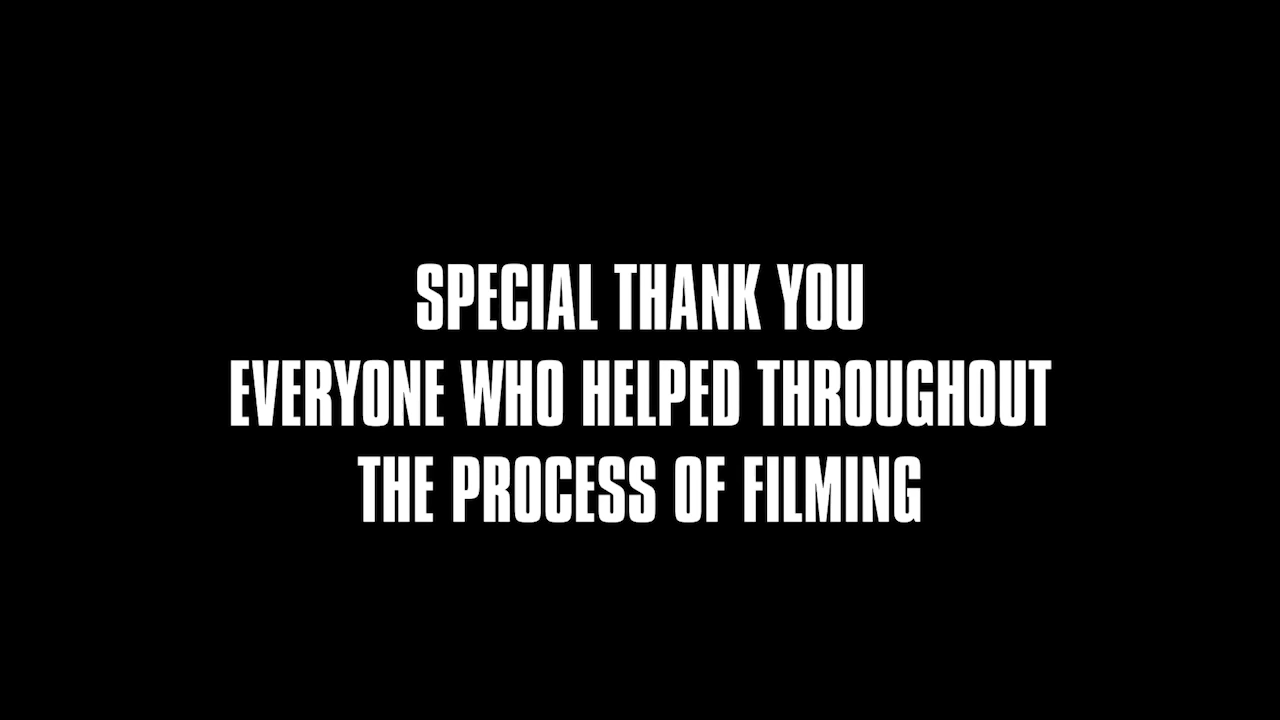 SPECIAL THANK YOU
EVERYONE WHO HELPED THROUGHOUT
THE PROCESS OF FILMING